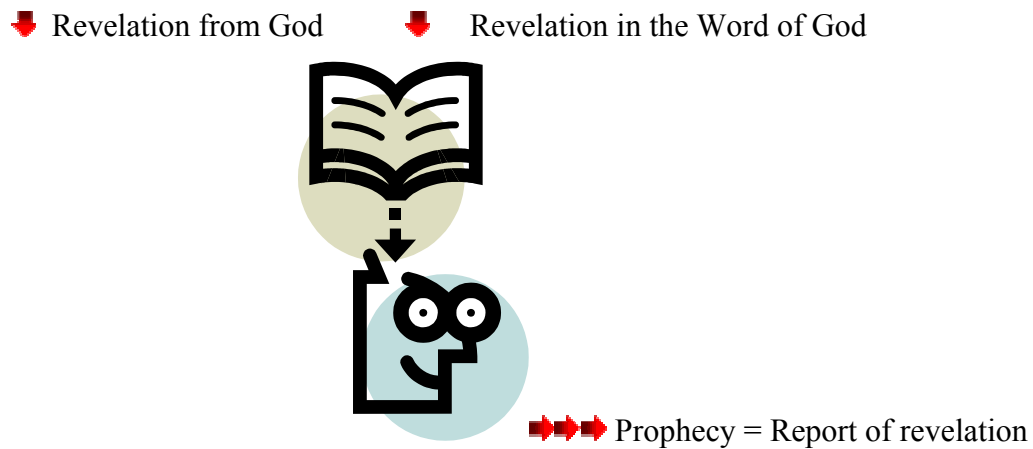 Revelation from God Revelation in the Word of God
Prophecy = Report of revelation